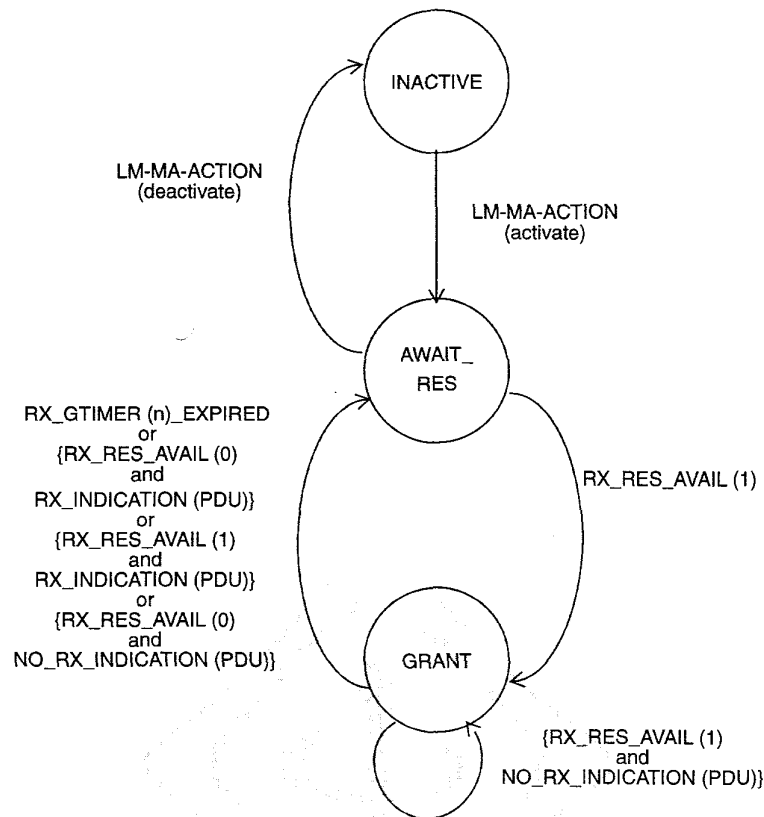 INACTIVE
LM-MA-ACTION
(deactivate)
LM-MA-ACTION
(activate)
AWAIT_
RES
RX_GTIMER (n)_EXPIRED
or
{RX_RES_AVAIL (0)
and
RX_INDICATION (PDU)}
or
{RX_RES_AVAIL (1)
and
RX_INDICATION (PDU)}
or
{RX_RES_AVAIL (0)
and
NO_RX_INDICATION (PDU)}
RX_RES_AVAIL (1)
GRANT
{RX_RES_AVAIL (1)
and
NO_RX_INDICATION (PDU)}